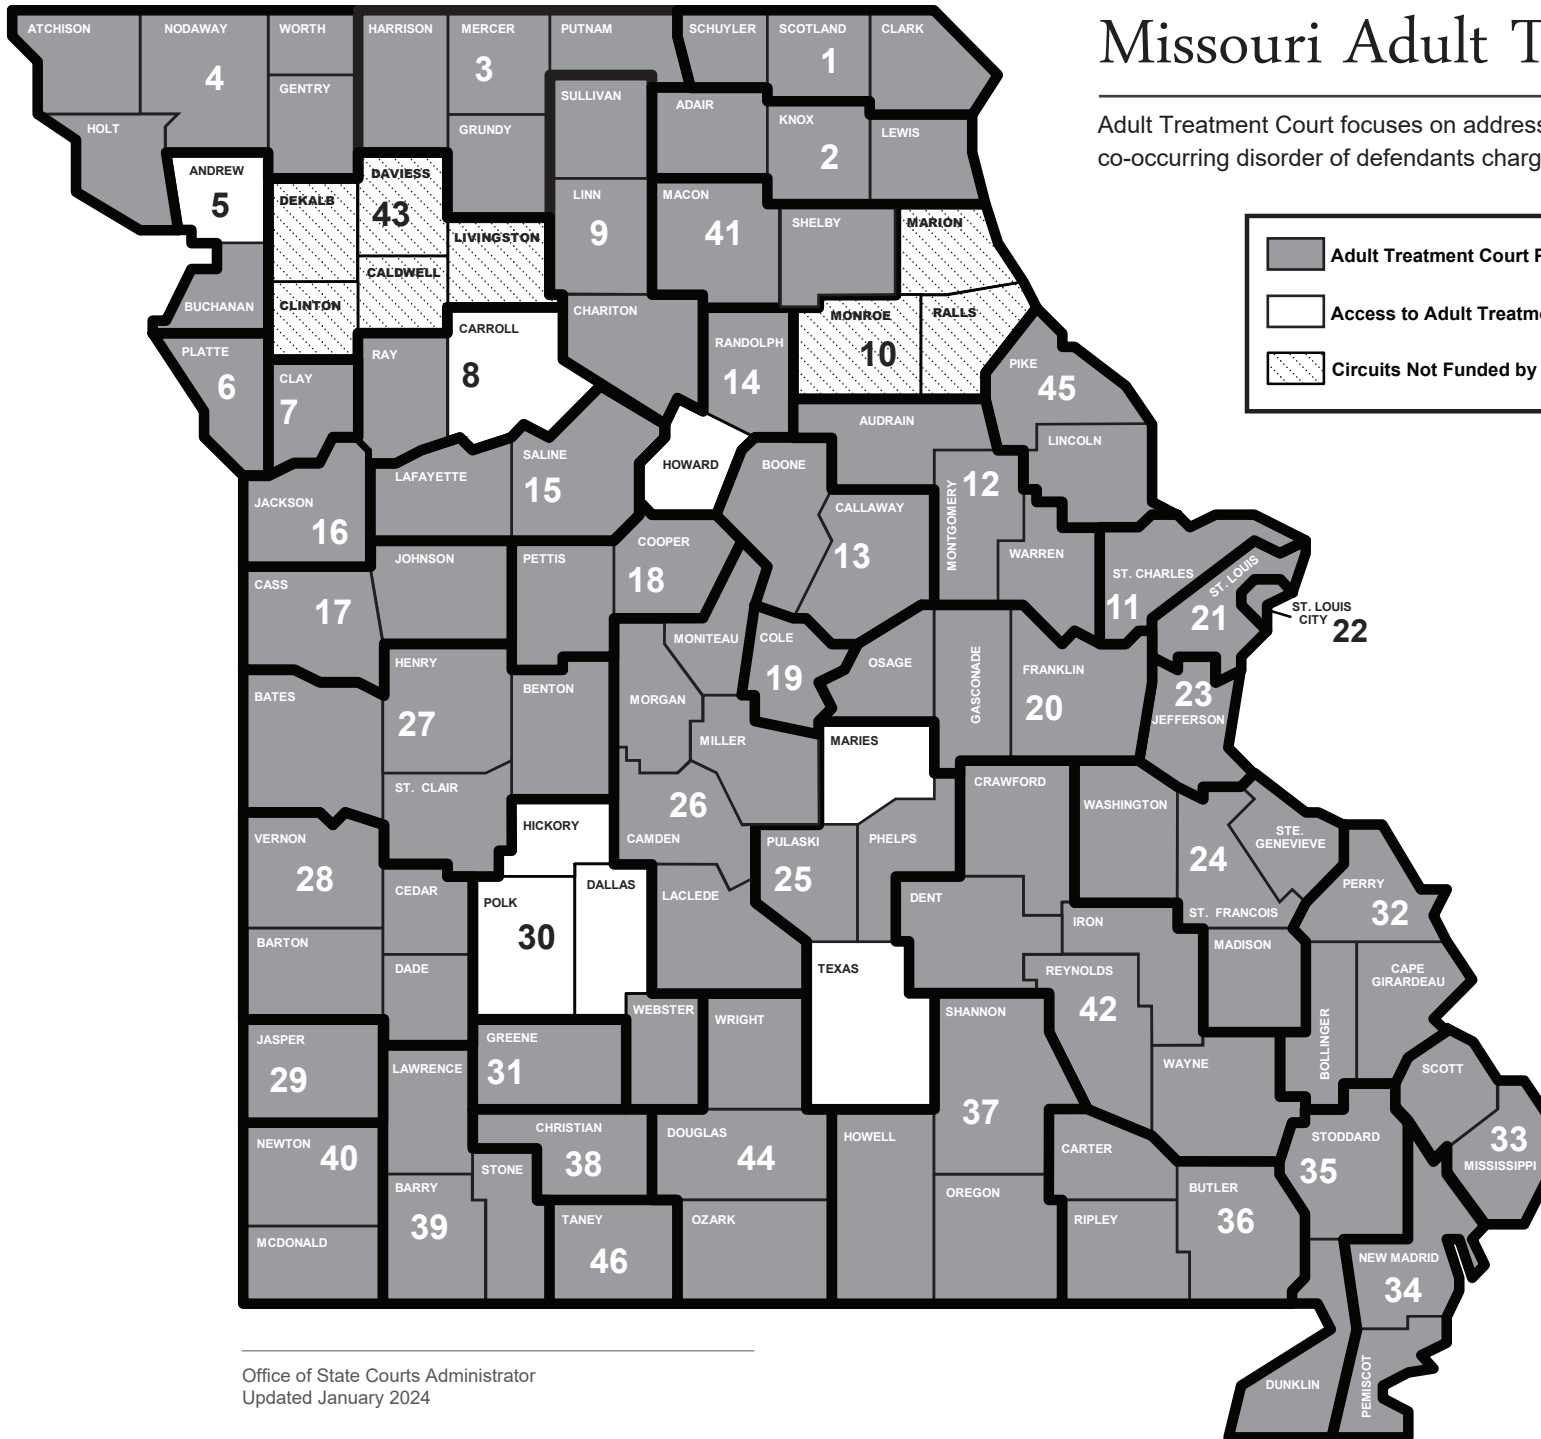 Missouri Adult T
Adult Treatment Court focuses on address
co-occurring disorder of defendants charg
Adult Treatment Court
Access to Adult Treatm
Circuits Not Funded by
ATCHISON
NODAWAY
4
WORTH
GENTRY
HOLT
HARRISON
MERCER
3
GRUNDY
PUTNAM
SCHUYLER
SCOTLAND
1
CLARK
SULLIVAN
ADAIR
KNOX
2
LEWIS
ANDREW
5
BUCHANAN
DEKALB
DAVIESS
43
LIVINGSTON
CALDWELL
CLINTON
LINN
9
CHARITON
MACON
41
SHELBY
MARION
MONROE
10
RALLS
PLATTE
6
CLAY
7
RAY
CARROLL
8
RANDOLPH
14
HOWARD
PIKE
45
LINCOLN
AUDRAIN
MONTGOMERY
12
WARREN
LAFAYETTE
SALINE
15
BOONE
CALLAWAY
13
JACKSON
16
CASS
17
JOHNSON
PETTIS
COOPER
18
ST. CHARLES
11
ST. LOUIS
21
ST. LOUIS
CITY
22
MONITEAU
COLE
19
OSAGE
GASCONADE
FRANKLIN
20
23
JEFFERSON
BATES
HENRY
27
ST. CLAIR
BENTON
MORGAN
MILLER
26
CAMDEN
LACLEDE
MARIES
PULASKI
25
PHELPS
TEXAS
CRAWFORD
WASHINGTON
24
ST. FRANCOIS
STE.
GENEVIEVE
MADISON
PERRY
32
CAPE
GIRARDEAU
BOLLINGER
VERNON
28
BARTON
CEDAR
DADE
HICKORY
POLK
30
DALLAS
WEBSTER
DENT
IRON
REYNOLDS
42
WAYNE
JASPER
29
LAWRENCE
GREENE
31
WRIGHT
SHANNON
37
OREGON
HOWELL
NEWTON
40
MCDONALD
BARRY
39
STONE
CHRISTIAN
38
TANEY
46
DOUGLAS
44
OZARK
CARTER
RIPLEY
BUTLER
36
STODDARD
35
SCOTT
33
MISSISSIPPI
NEW MADRID
34
DUNKLIN
PEMISCOT
Office of State Courts Administrator
Updated January 2024